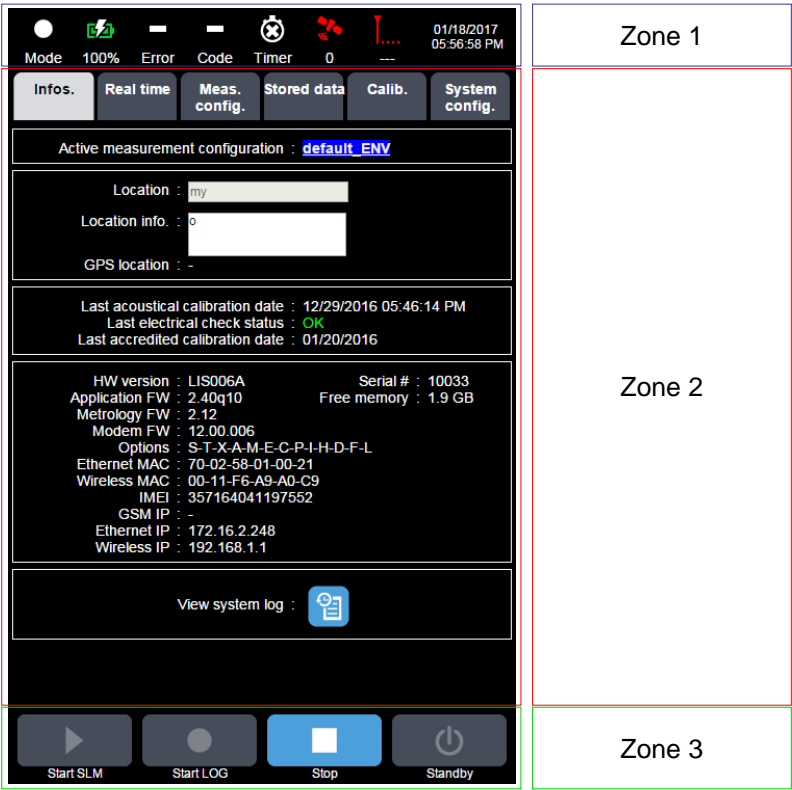 01/18/2017
05:56:58 PM
Mode 100% Error Code Timer 0 ---
Zone 1
Infos. Real time Meas. config. Stored data Calib. System config.
Active measurement configuration : default_ENV
Location : my
Location info. : o
GPS location : -
Last acoustical calibration date : 12/29/2016 05:46:14 PM
Last electrical check status : OK
Last accredited calibration date : 01/20/2016
HW version : LIS006A Serial # : 10033
Application FW : 2.40q10 Free memory : 1.9 GB
Metrology FW : 2.12
Modem FW : 12.00.006
Options : S-T-X-A-M-E-C-P-I-H-D-F-L
Ethernet MAC : 70-02-58-01-00-21
Wireless MAC : 00-11-F6-A9-A0-C9
IMEI : 357164041197552
GSM IP : -
Ethernet IP : 172.16.2.248
Wireless IP : 192.168.1.1
Zone 2
View system log :
Start SLM Start LOG Stop Standby
Zone 3